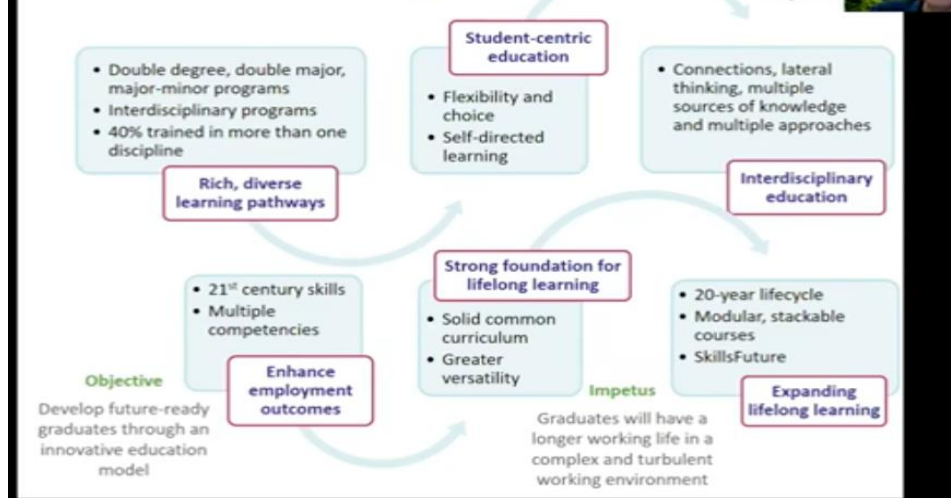 Student-centric
education
• Double degree, double major,
major-minor programs
• Interdisciplinary programs
• 40% trained in more than one
discipline
Rich, diverse
learning pathways
• Flexibility and
choice
• Self-directed
learning
• Connections, lateral
thinking, multiple
sources of knowledge
and multiple approaches
Interdisciplinary
education
• 21st century skills
• Multiple
competencies
Enhance
employment
outcomes
Strong foundation for
lifelong learning
• Solid common
curriculum
• Greater
versatility
• 20-year lifecycle
• Modular, stackable
courses
• SkillsFuture
Expanding
lifelong learning
Objective
Develop future-ready
graduates through an
innovative education
model
Impetus
Graduates will have a
longer working life in a
complex and turbulent
working environment